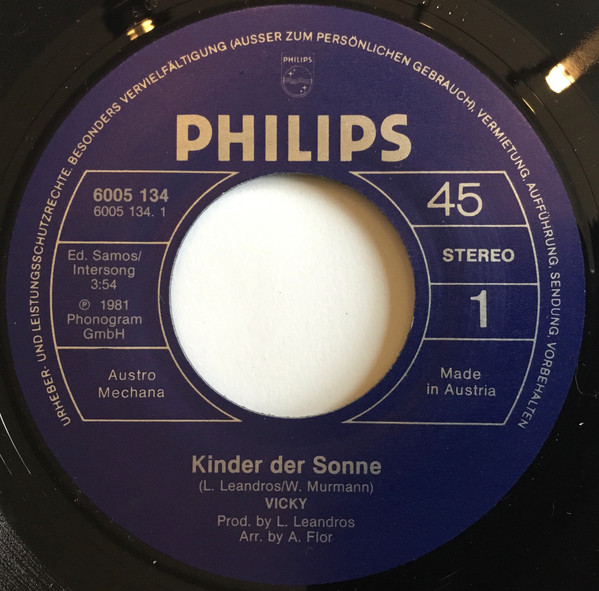 URHEBER- UND LEISTUNGSSCHUTZRECHTE, BESONDERS VERVIELFÄLTIGUNG (AUSSER ZUM PERSÖNLICHEN GEBRAUCH), VERMIETUNG, AUFFÜHRUNG, SENDUNG, VORBEHALTEN
PHILIPS
PHILIPS
6005 134
6005 134. 1
Ed. Samos/
Intersong
3:54
℗ 1981
Phonogram
GmbH
Austro
Mechana
45
STEREO
1
Made
in Austria
Kinder der Sonne
(L. Leandros/W. Murmann)
VICKY
Prod. by L. Leandros
Arr. by A. Flor